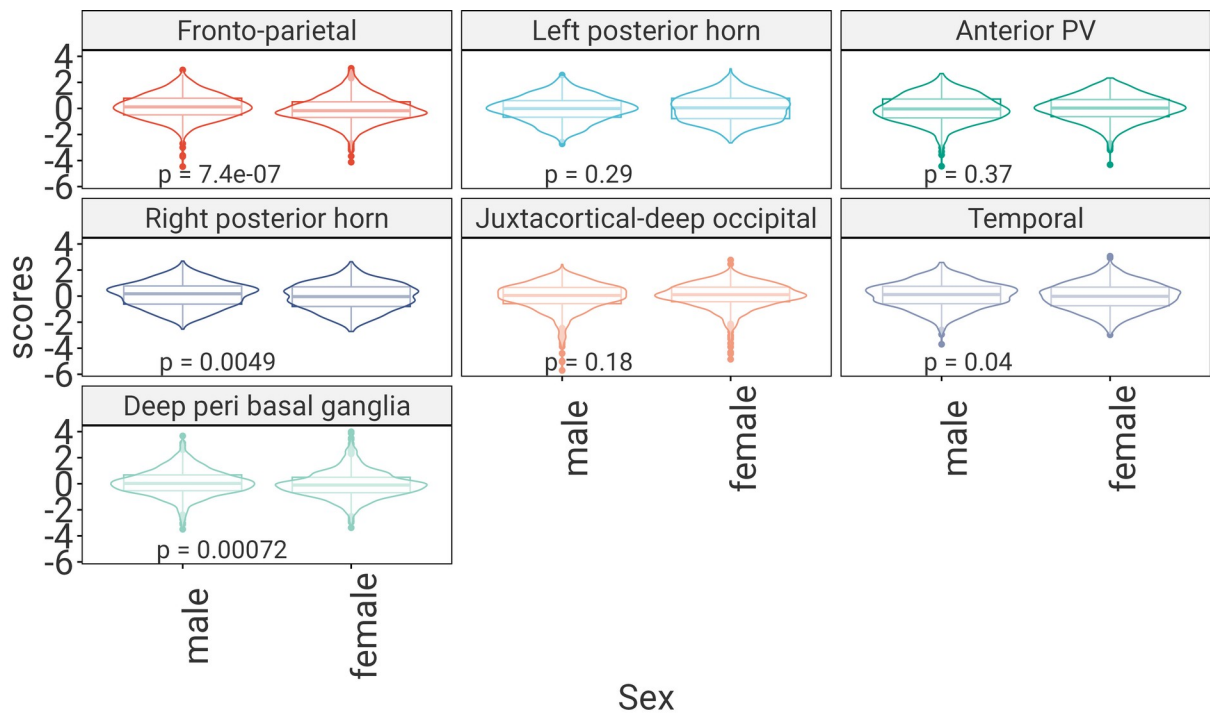 Fronto-parietal
Left posterior horn
Anterior PV
4
2
0
-2
-4
-6
p = 7.4e-07
p = 0.29
p = 0.37
Right posterior horn
Juxtacortical-deep occipital
Temporal
4
2
0
-2
-4
-6
scores
p = 0.0049
p = 0.18
p = 0.04
male
female
male
female
Deep peri basal ganglia
4
2
0
-2
-4
-6
p = 0.00072
male
female
Sex